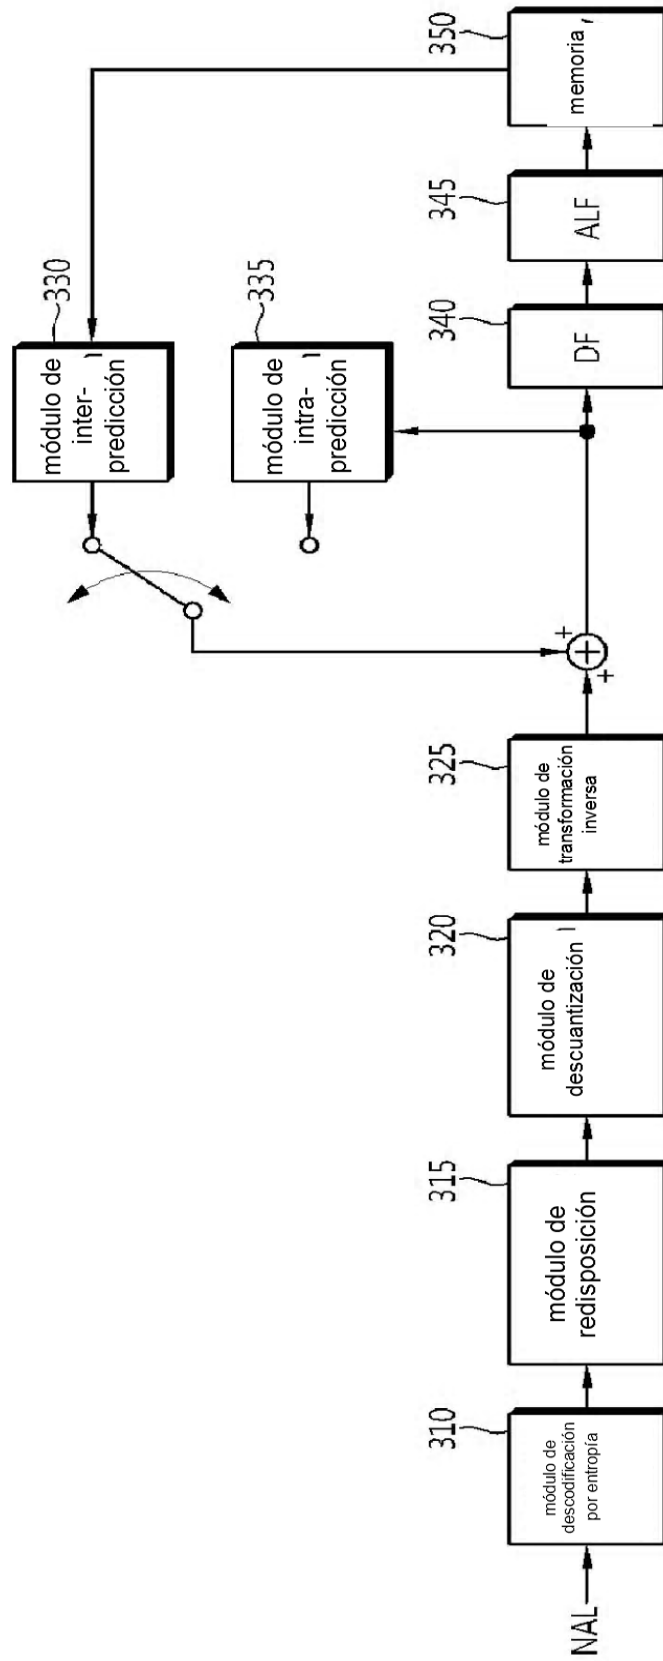 330
módulo de
inter-
predicción
335
módulo de
intra-
predicción
NAL
310
módulo de
descodificación
por entropía
315
módulo de
redisposición
320
módulo de
descuantización
325
módulo de
transformación
inversa
+
+
+
340
DF
345
ALF
350
memoria